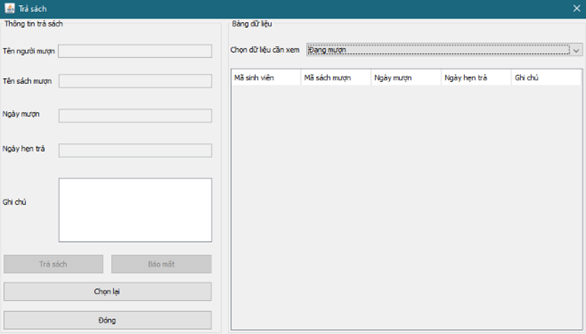 Trả sách
Thông tin trả sách
Tên người mượn
Tên sách mượn
Ngày mượn
Ngày hẹn trả
Ghi chú
Trả sách
Báo mất
Chọn lại
Đóng
Bảng dữ liệu
Chọn dữ liệu cần xem
Đang mượn
Mã sinh viên Mã sách mượn Ngày mượn Ngày hẹn trả Ghi chú